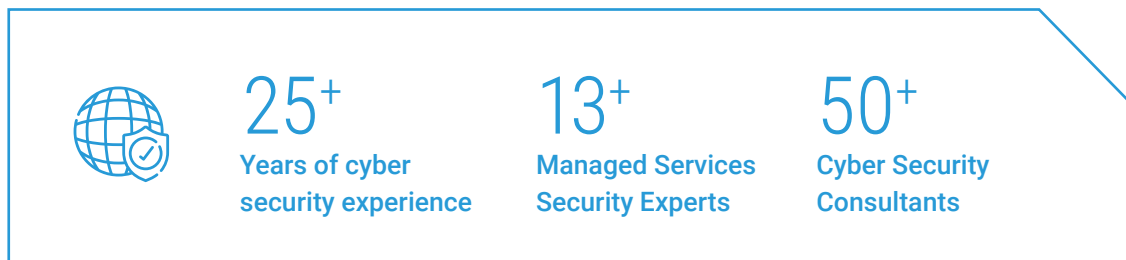 25+
Years of cyber
security experience
13+
Managed Services
Security Experts
50+
Cyber Security
Consultants